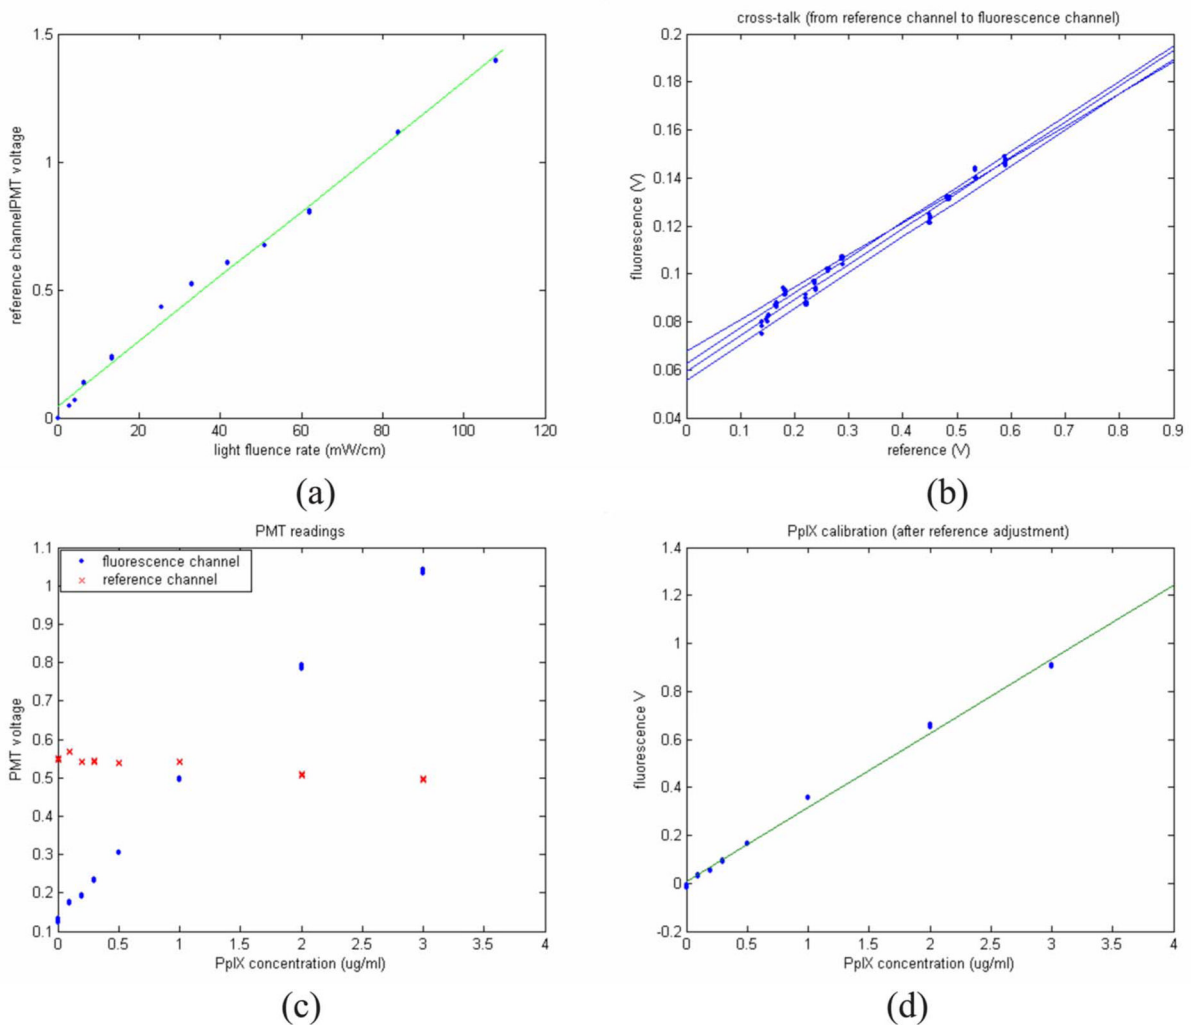 1.5
1
0.5
0
reference channelPMT voltage
0 20 40 60 80 100 120
light fluence rate (mW/cm)
(a)
cross-talk (from reference channel to fluorescence channel)
0.2
0.18
0.16
0.14
0.12
0.1
0.08
0.06
0.04
fluorescence (V)
0 0.1 0.2 0.3 0.4 0.5 0.6 0.7 0.8 0.9
reference (V)
(b)
PMT readings
fluorescence channel
reference channel
1.1
1
0.9
0.8
0.7
0.6
0.5
0.4
0.3
0.2
0.1
PMT voltage
0 0.5 1 1.5 2 2.5 3 3.5 4
PpIX concentration (ug/ml)
(c)
PpIX calibration (after reference adjustment)
1.4
1.2
1
0.8
0.6
0.4
0.2
0
-0.2
fluorescence V
0 0.5 1 1.5 2 2.5 3 3.5 4
PpIX concentration (ug/ml)
(d)